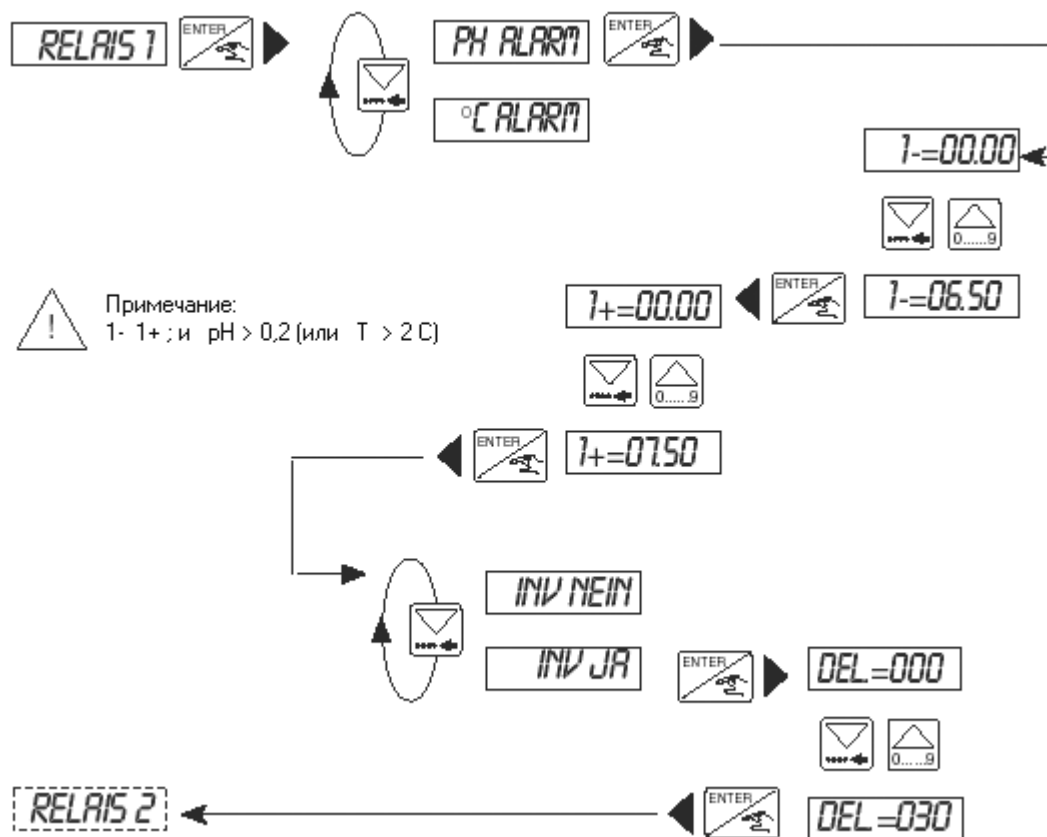 RELAIS 1
ENTER
PH ALARM
ENTER
°C ALARM
1-=00.00
0......9
ENTER
1-=06.50
1+=00.00
Примечание:
1- 1+ ; и pH > 0,2 (или T > 2 C)
0......9
ENTER
1+=07.50
INV NEIN
INV JA
ENTER
DEL.=000
0......9
RELAIS 2
ENTER
DEL.=030